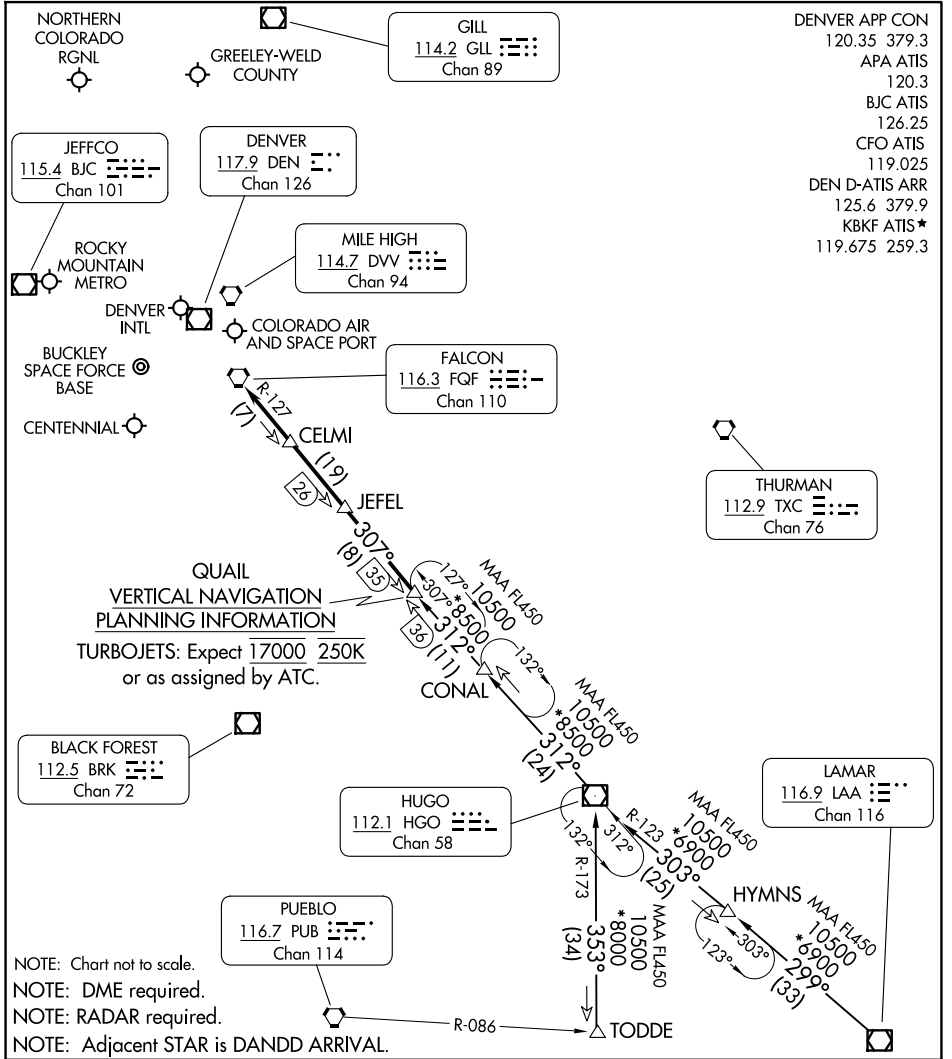 NORTHERN
COLORADO
RGNL
GREELEY-WELD
COUNTY
GILL
114.2 GLL
Chan 89
DENVER APP CON
120.35 379.3
APA ATIS
120.3
BJC ATIS
126.25
CFO ATIS
119.025
DEN D-ATIS ARR
125.6 379.9
KBKF ATIS★
119.675 259.3
JEFFCO
115.4 BJC
Chan 101
DENVER
117.9 DEN
Chan 126
MILE HIGH
114.7 DVV
Chan 94
ROCKY
MOUNTAIN
METRO
DENVER
INTL
COLORADO AIR
AND SPACE PORT
BUCKLEY
SPACE FORCE
BASE
FALCON
116.3 FQF
Chan 110
CENTENNIAL
R-127
(7)
CELMI
(19)
26
JEFEL
307°
(8)
35
THURMAN
112.9 TXC
Chan 76
QUAIL
VERTICAL NAVIGATION
PLANNING INFORMATION
TURBOJETS: Expect 17000 250K
or as assigned by ATC.
127°
307°
MAA FL450
10500
*8500
312°
(11)
36
CONAL
132°
MAA FL450
10500
*8500
312°
(24)
BLACK FOREST
112.5 BRK
Chan 72
HUGO
112.1 HGO
Chan 58
132°
312°
LAMAR
116.9 LAA
Chan 116
R-123
MAA FL450
10500
*6900
303°
(25)
HYMNS
303°
123°
MAA FL450
10500
*6900
299°
(33)
R-173
MAA FL450
10500
*8000
353°
(34)
PUEBLO
116.7 PUB
Chan 114
R-086
TODDE
NOTE: Chart not to scale.
NOTE: DME required.
NOTE: RADAR required.
NOTE: Adjacent STAR is DANDD ARRIVAL.